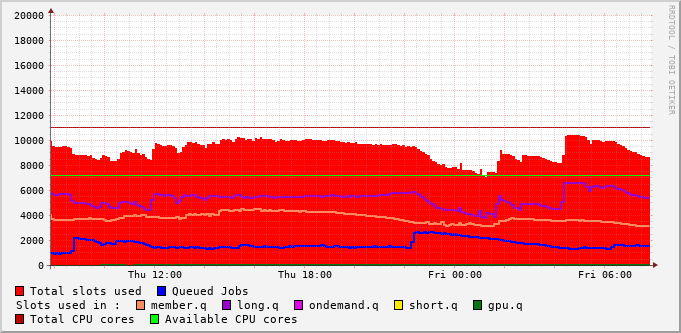 RRDTOOL / TOBI OETIKER
20000
18000
16000
14000
12000
10000
8000
6000
4000
2000
0
Thu 12:00 Thu 18:00 Fri 00:00 Fri 06:00
Total slots used Queued Jobs
Slots used in : member.q long.q ondemand.q short.q gpu.q
Total CPU cores Available CPU cores